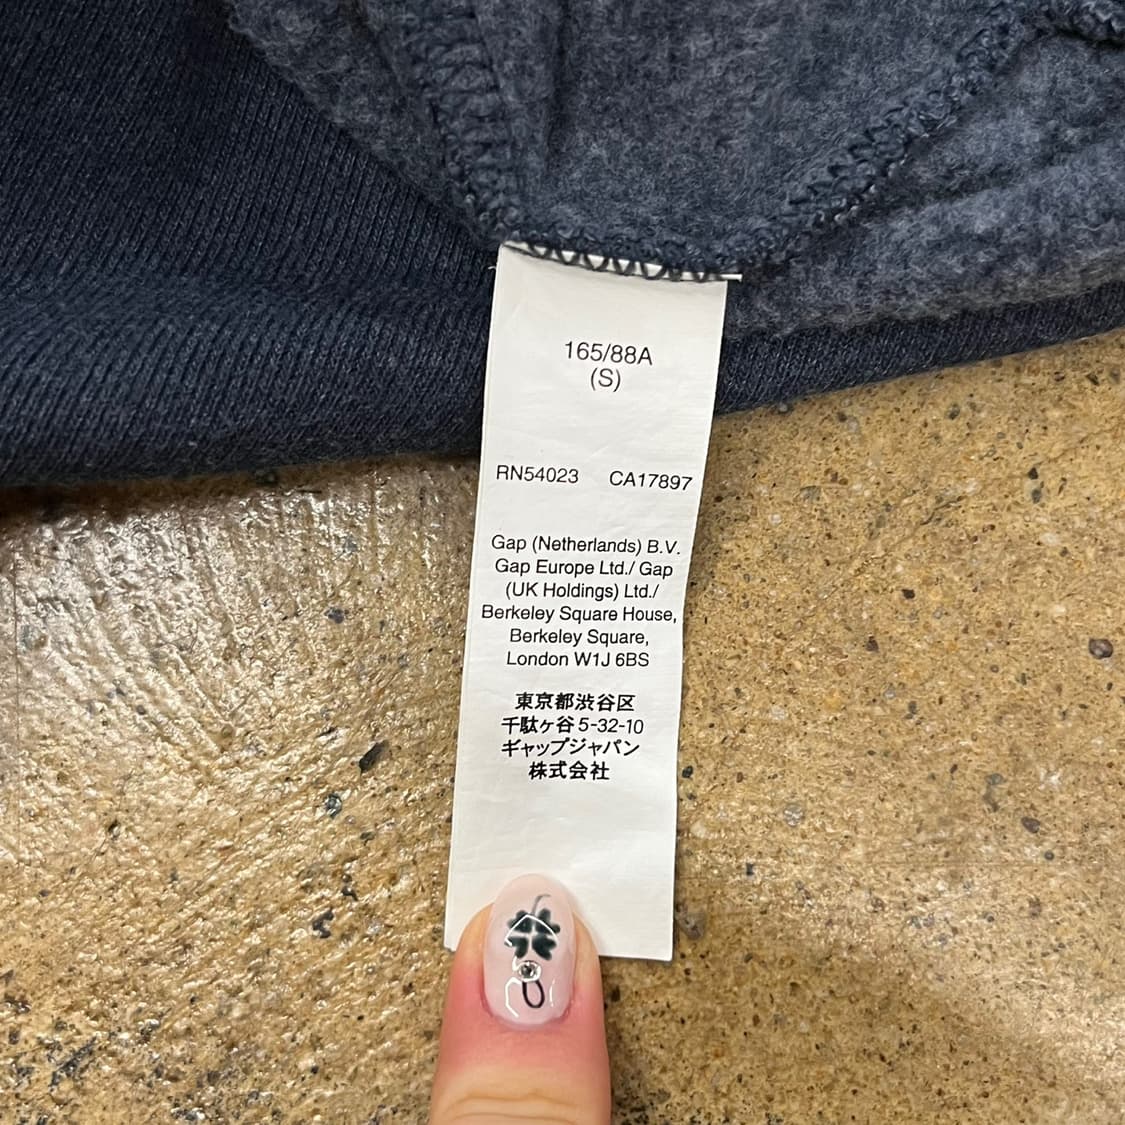 165/88A
(S)
RN54023 CA17897
Gap (Netherlands) B.V.
Gap Europe Ltd./ Gap
(UK Holdings) Ltd./
Berkeley Square House,
Berkeley Square,
London W1J 6BS
東京都渋谷区
千駄ヶ谷 5-32-10
ギャップジャパン
株式会社